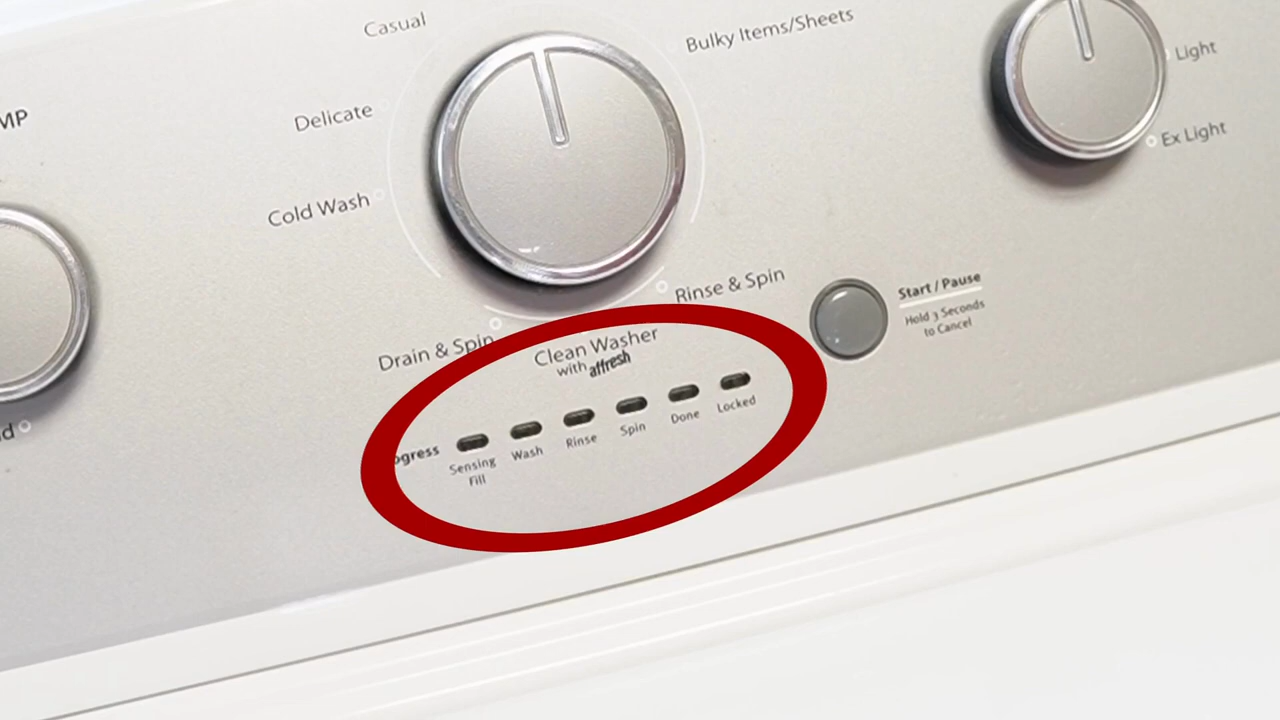 Casual
Bulky Items/Sheets
Light
MP
Delicate
Ex Light
Cold Wash
Rinse & Spin
Start / Pause
Hold 3 Seconds
to Cancel
Drain & Spin
Clean Washer
with affresh
ogress
Sensing
Fill
Wash
Rinse
Spin
Done
Locked
d